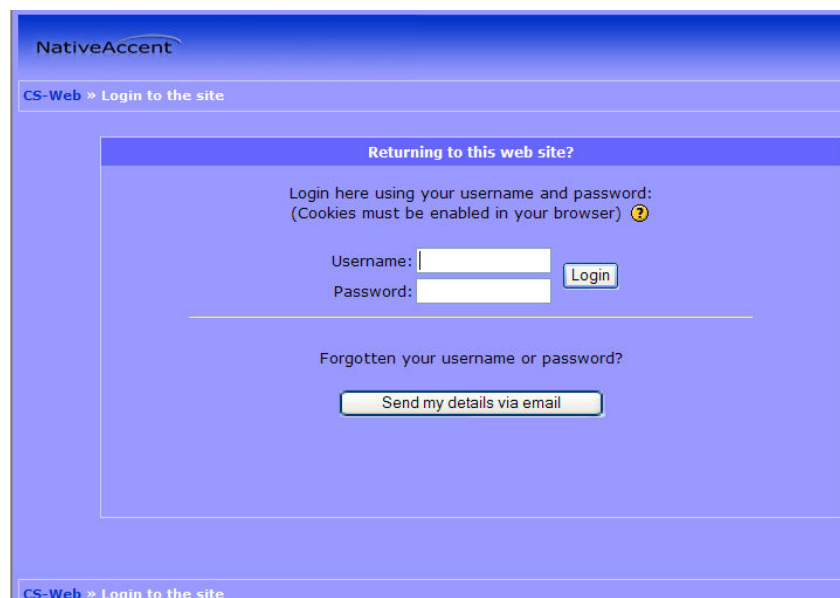 NativeAccent
CS-Web » Login to the site
Returning to this web site?
Login here using your username and password:
(Cookies must be enabled in your browser) ?
Username:
Login
Password:
Forgotten your username or password?
Send my details via email
CS-Web » Login to the site